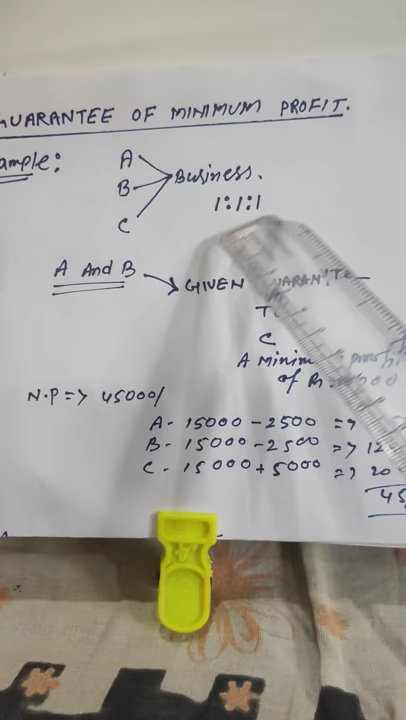 GUARANTEE OF MINIMUM PROFIT.
ample:
A
B
C
Business.
1:1:1
A And B
GIVEN
C
A Minim
of
N.P => 45000/
A - 15000 - 2500 =>
B - 15000 - 2500 => 12
C - 15000 + 5000 => 20
45